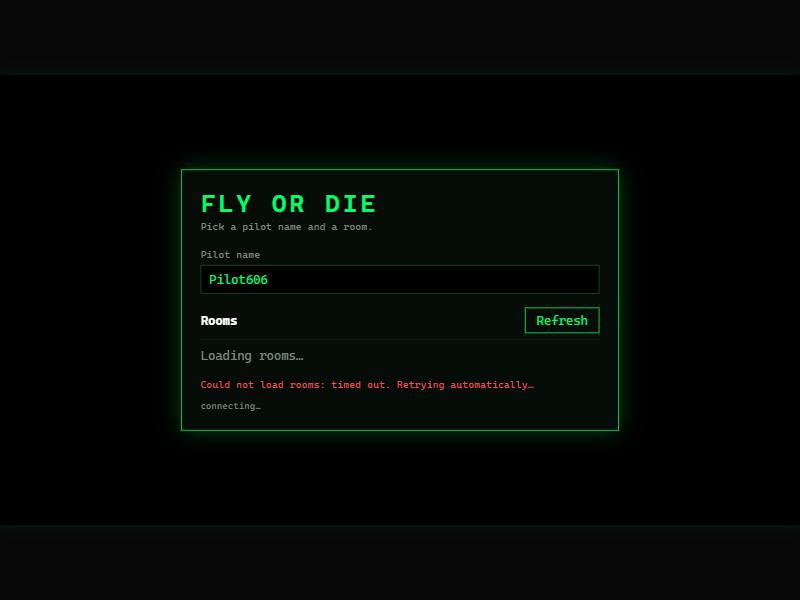 FLY OR DIE
Pick a pilot name and a room.
Pilot name
Pilot606
Rooms
Refresh
Loading rooms…
Could not load rooms: timed out. Retrying automatically…
connecting…